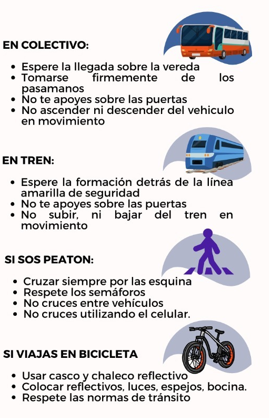 EN COLECTIVO:
• Espere la llegada sobre la vereda
• Tomarse firmemente de los
pasamanos
• No te apoyes sobre las puertas
• No ascender ni descender del vehiculo
en movimiento
EN TREN:
• Espere la formación detrás de la línea
amarilla de seguridad
• No te apoyes sobre las puertas
• No subir, ni bajar del tren en
movimiento
SI SOS PEATON:
• Cruzar siempre por las esquina
• Respete los semáforos
• No cruces entre vehículos
• No cruces utilizando el celular.
SI VIAJAS EN BICICLETA
• Usar casco y chaleco reflectivo
• Colocar reflectivos, luces, espejos, bocina.
• Respete las normas de tránsito